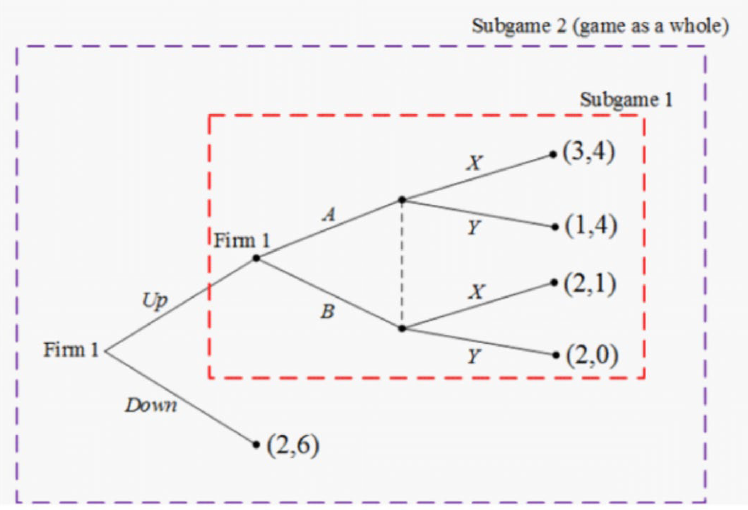 Subgame 2 (game as a whole)
Subgame 1
X
(3,4)
A
Y
(1,4)
Firm 1
Up
B
X
(2,1)
Y
(2,0)
Firm 1
Down
(2,6)